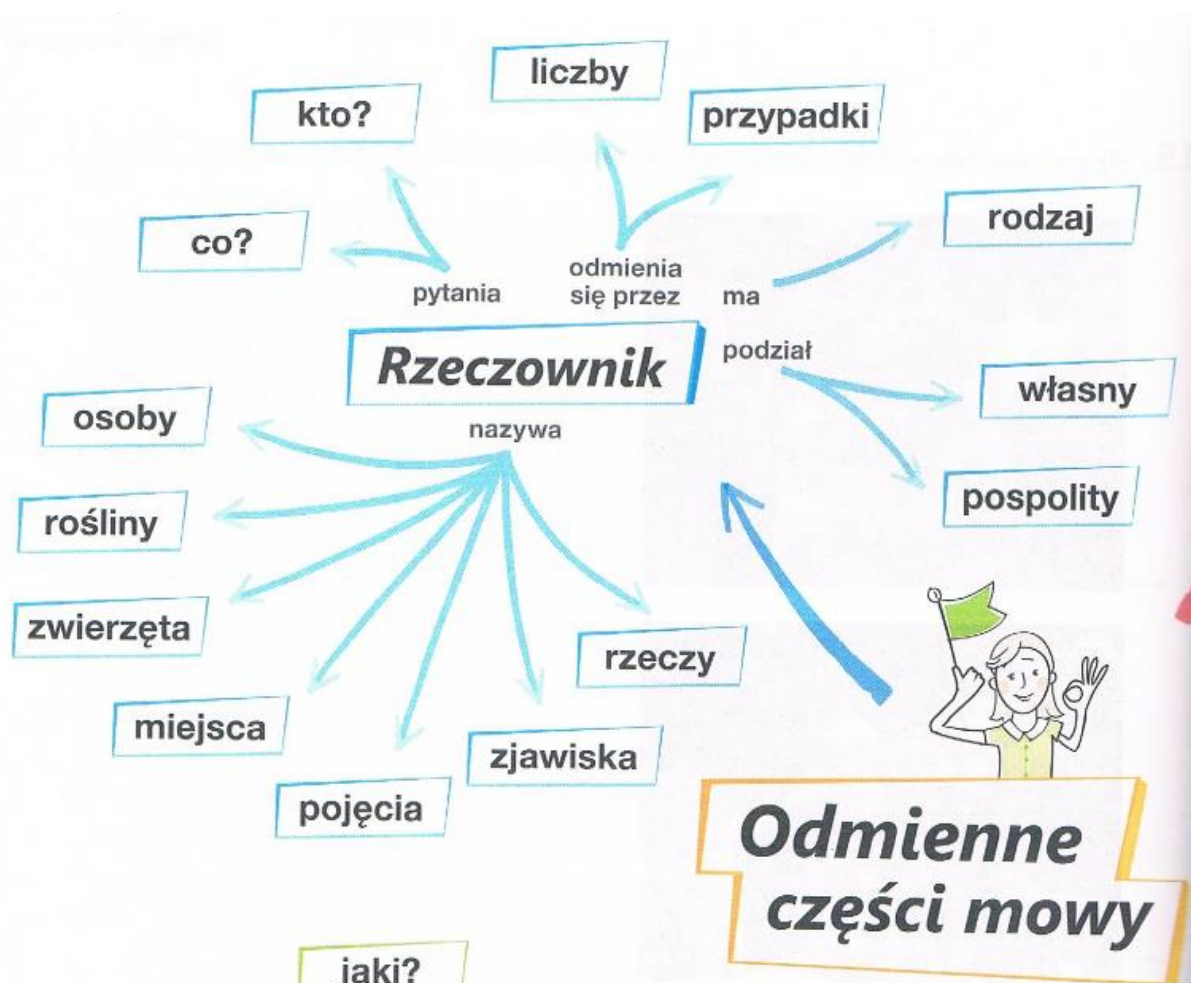 liczby
kto?
przypadki
co?
rodzaj
odmienia
się przez
pytania
ma
Rzeczownik
podział
własny
osoby
nazywa
pospolity
rośliny
zwierzęta
rzeczy
miejsca
zjawiska
pojęcia
Odmienne
części mowy
jaki?